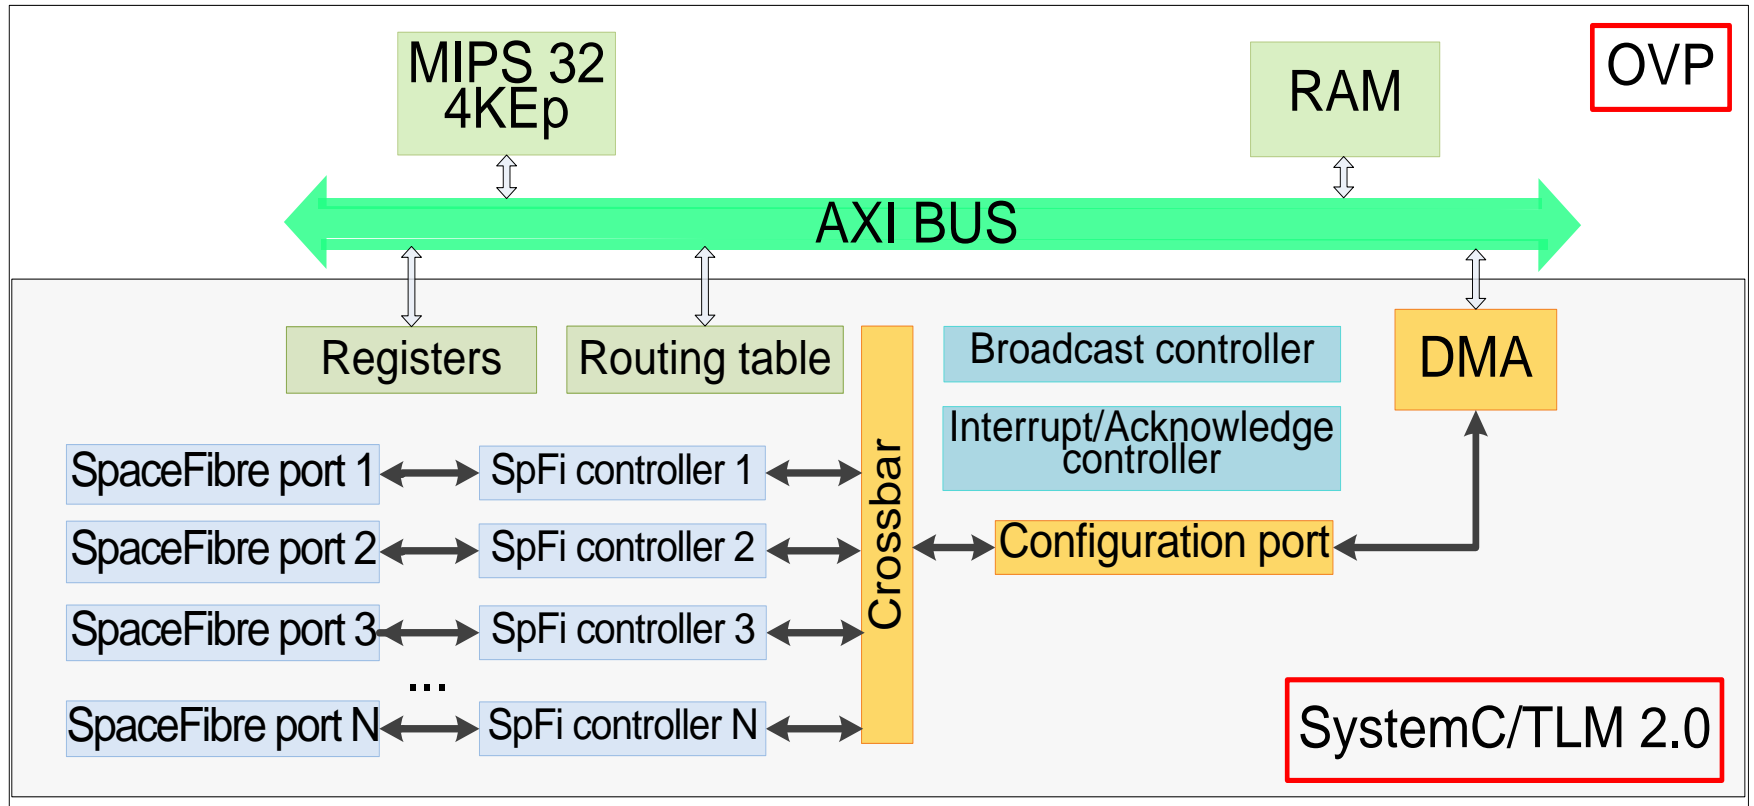 MIPS 32
4KEp
RAM
OVP
AXI BUS
Registers
Routing table
Broadcast controller
DMA
Interrupt/Acknowledge
controller
Crossbar
SpaceFibre port 1
SpFi controller 1
SpaceFibre port 2
SpFi controller 2
Configuration port
SpaceFibre port 3
SpFi controller 3
...
SpaceFibre port N
SpFi controller N
SystemC/TLM 2.0